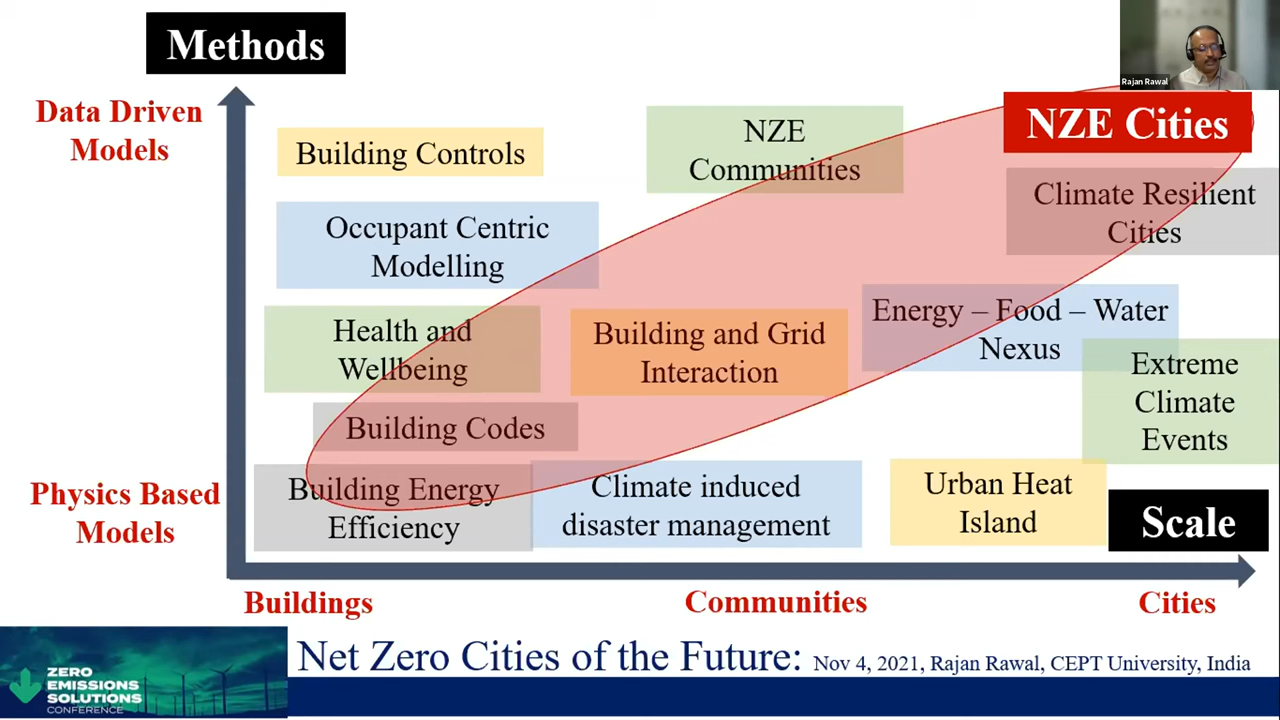 Methods
Rajan Rawal
Data Driven
Models
NZE Cities
Building Controls
NZE
Communities
Climate Resilient
Cities
Occupant Centric
Modelling
Energy – Food – Water
Nexus
Health and
Wellbeing
Building and Grid
Interaction
Extreme
Climate
Events
Building Codes
Physics Based
Models
Building Energy
Efficiency
Climate induced
disaster management
Urban Heat
Island
Scale
Buildings
Communities
Cities
Net Zero Cities of the Future: Nov 4, 2021, Rajan Rawal, CEPT University, India
ZERO
EMISSIONS
SOLUTIONS
CONFERENCE